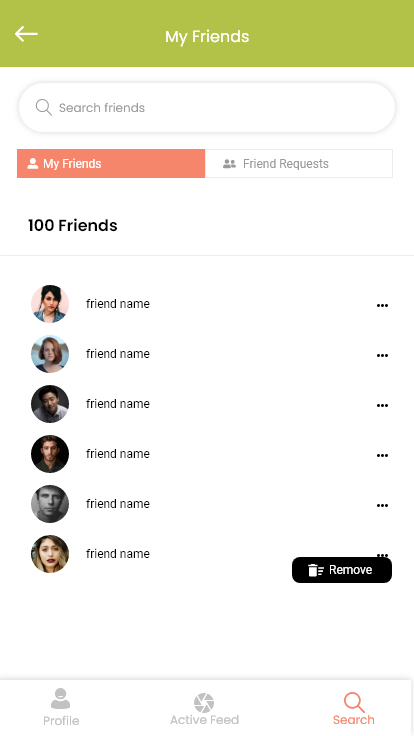 My Friends
Search friends
My Friends
Friend Requests
100 Friends
friend name
friend name
friend name
friend name
friend name
friend name
Remove
Profile
Active Feed
Search